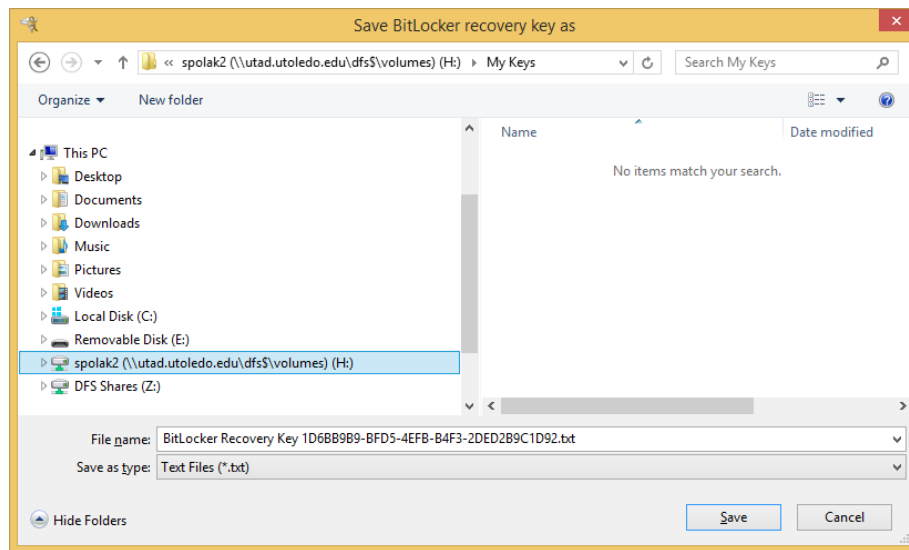 Save BitLocker recovery key as
« spolak2 (\\utad.utoledo.edu\dfs$\volumes) (H:) My Keys
Search My Keys
Organize New folder
Name Date modified
No items match your search.
This PC
Desktop
Documents
Downloads
Music
Pictures
Videos
Local Disk (C:)
Removable Disk (E:)
spolak2 (\\utad.utoledo.edu\dfs$\volumes) (H:)
DFS Shares (Z:)
File name: BitLocker Recovery Key 1D6BB9B9-BFD5-4EFB-B4F3-2DED2B9C1D92.txt
Save as type: Text Files (*.txt)
Hide Folders Save Cancel